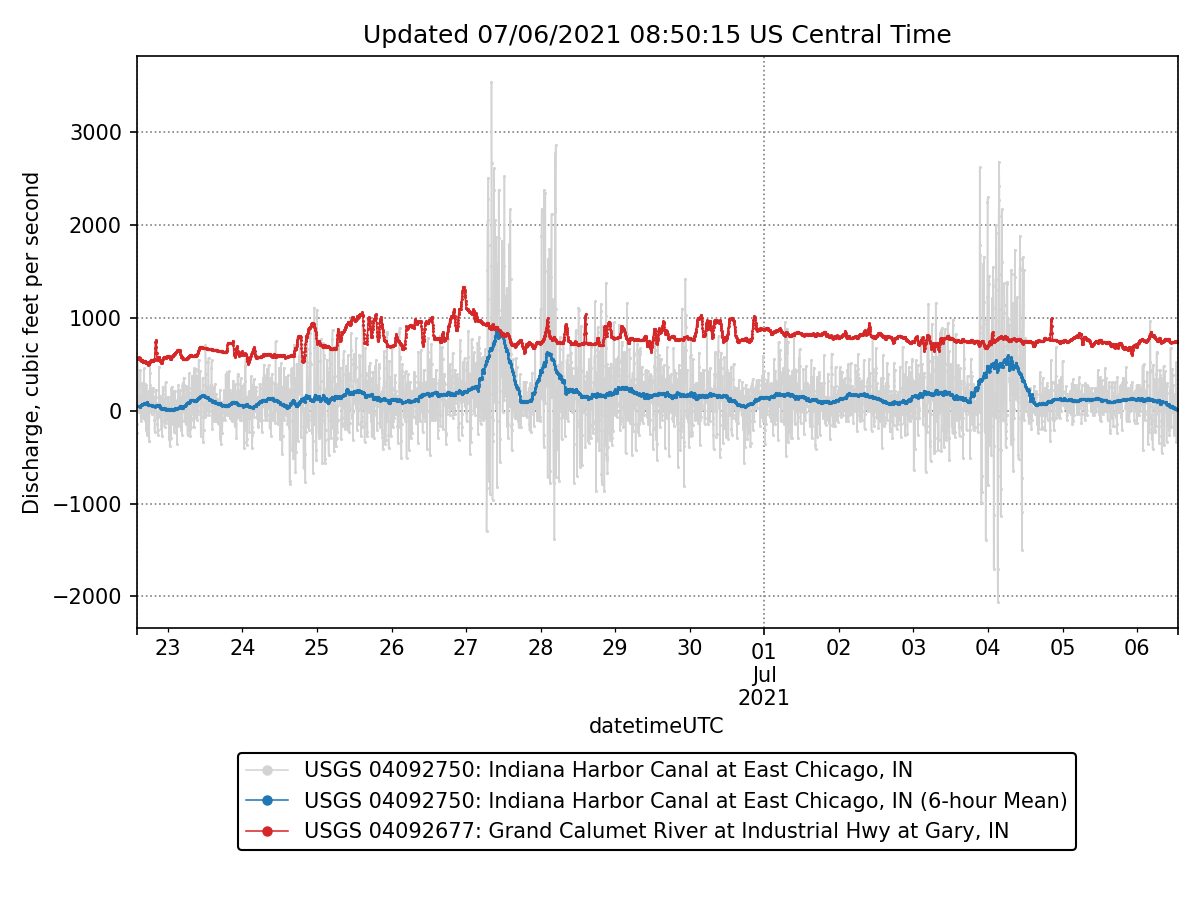 Updated 07/06/2021 08:50:15 US Central Time
Discharge, cubic feet per second
3000
2000
1000
0
−1000
−2000
23 24 25 26 27 28 29 30 01 02 03 04 05 06
Jul
2021
datetimeUTC
USGS 04092750: Indiana Harbor Canal at East Chicago, IN
USGS 04092750: Indiana Harbor Canal at East Chicago, IN (6-hour Mean)
USGS 04092677: Grand Calumet River at Industrial Hwy at Gary, IN